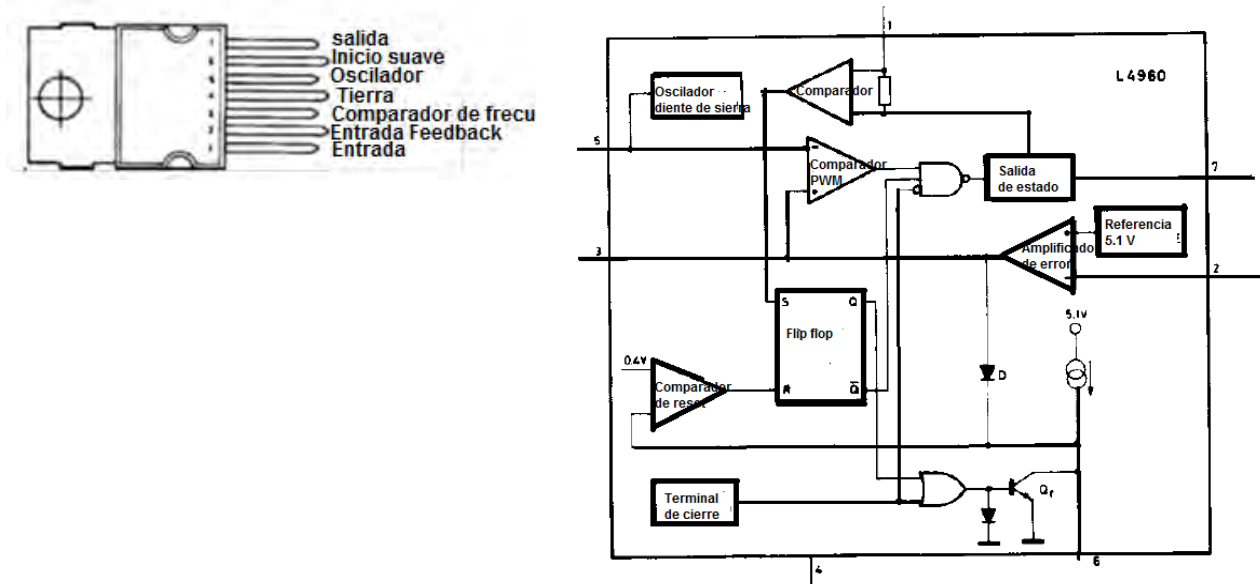 salida
Inicio suave
Oscilador
Tierra
Comparador de frecu
Entrada Feedback
Entrada
1
L4960
Oscilador
diente de sierra
Comparador
5
Comparador
PWM
Salida
de estado
7
Referencia
5.1 V
Amplificado
de error
3
2
S
Q
5.1V
Flip flop
0.4V
D
Comparador
de reset
R
Q
Terminal
de cierre
Qr
6
4